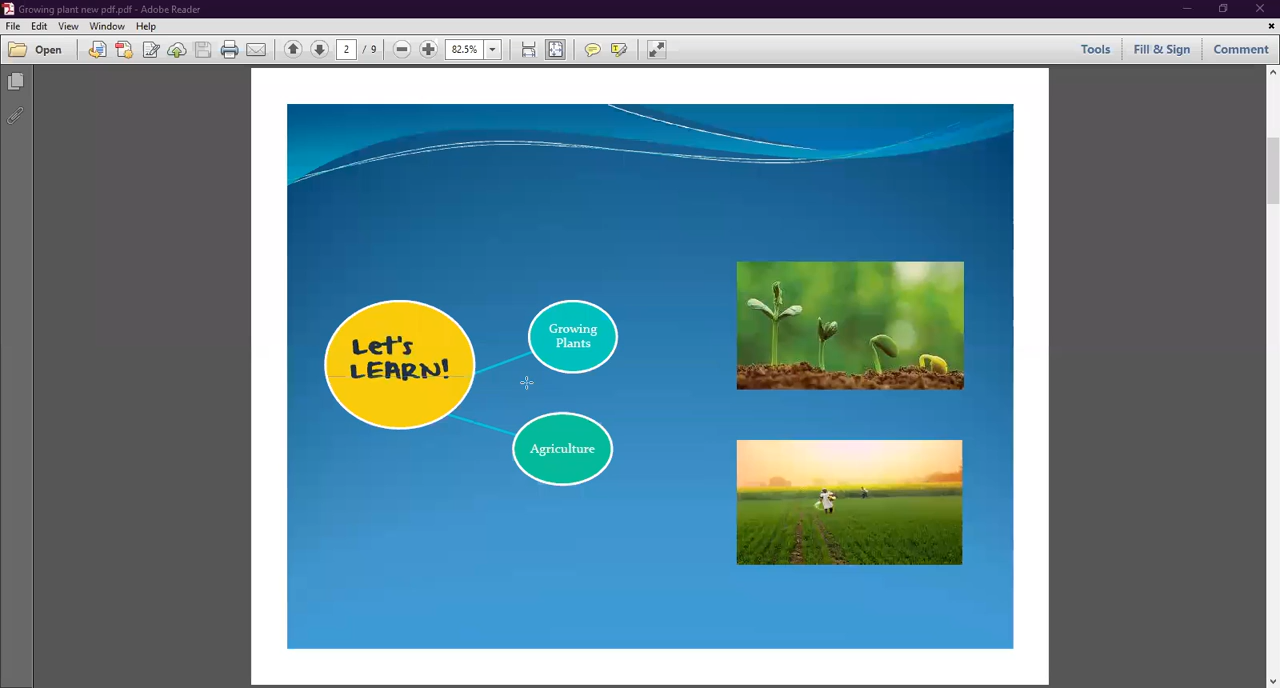 Growing plant new pdf.pdf - Adobe Reader
File Edit View Window Help
Open 2 / 9 82.5% Tools Fill & Sign Comment
Let's
LEARN!
Growing
Plants
Agriculture